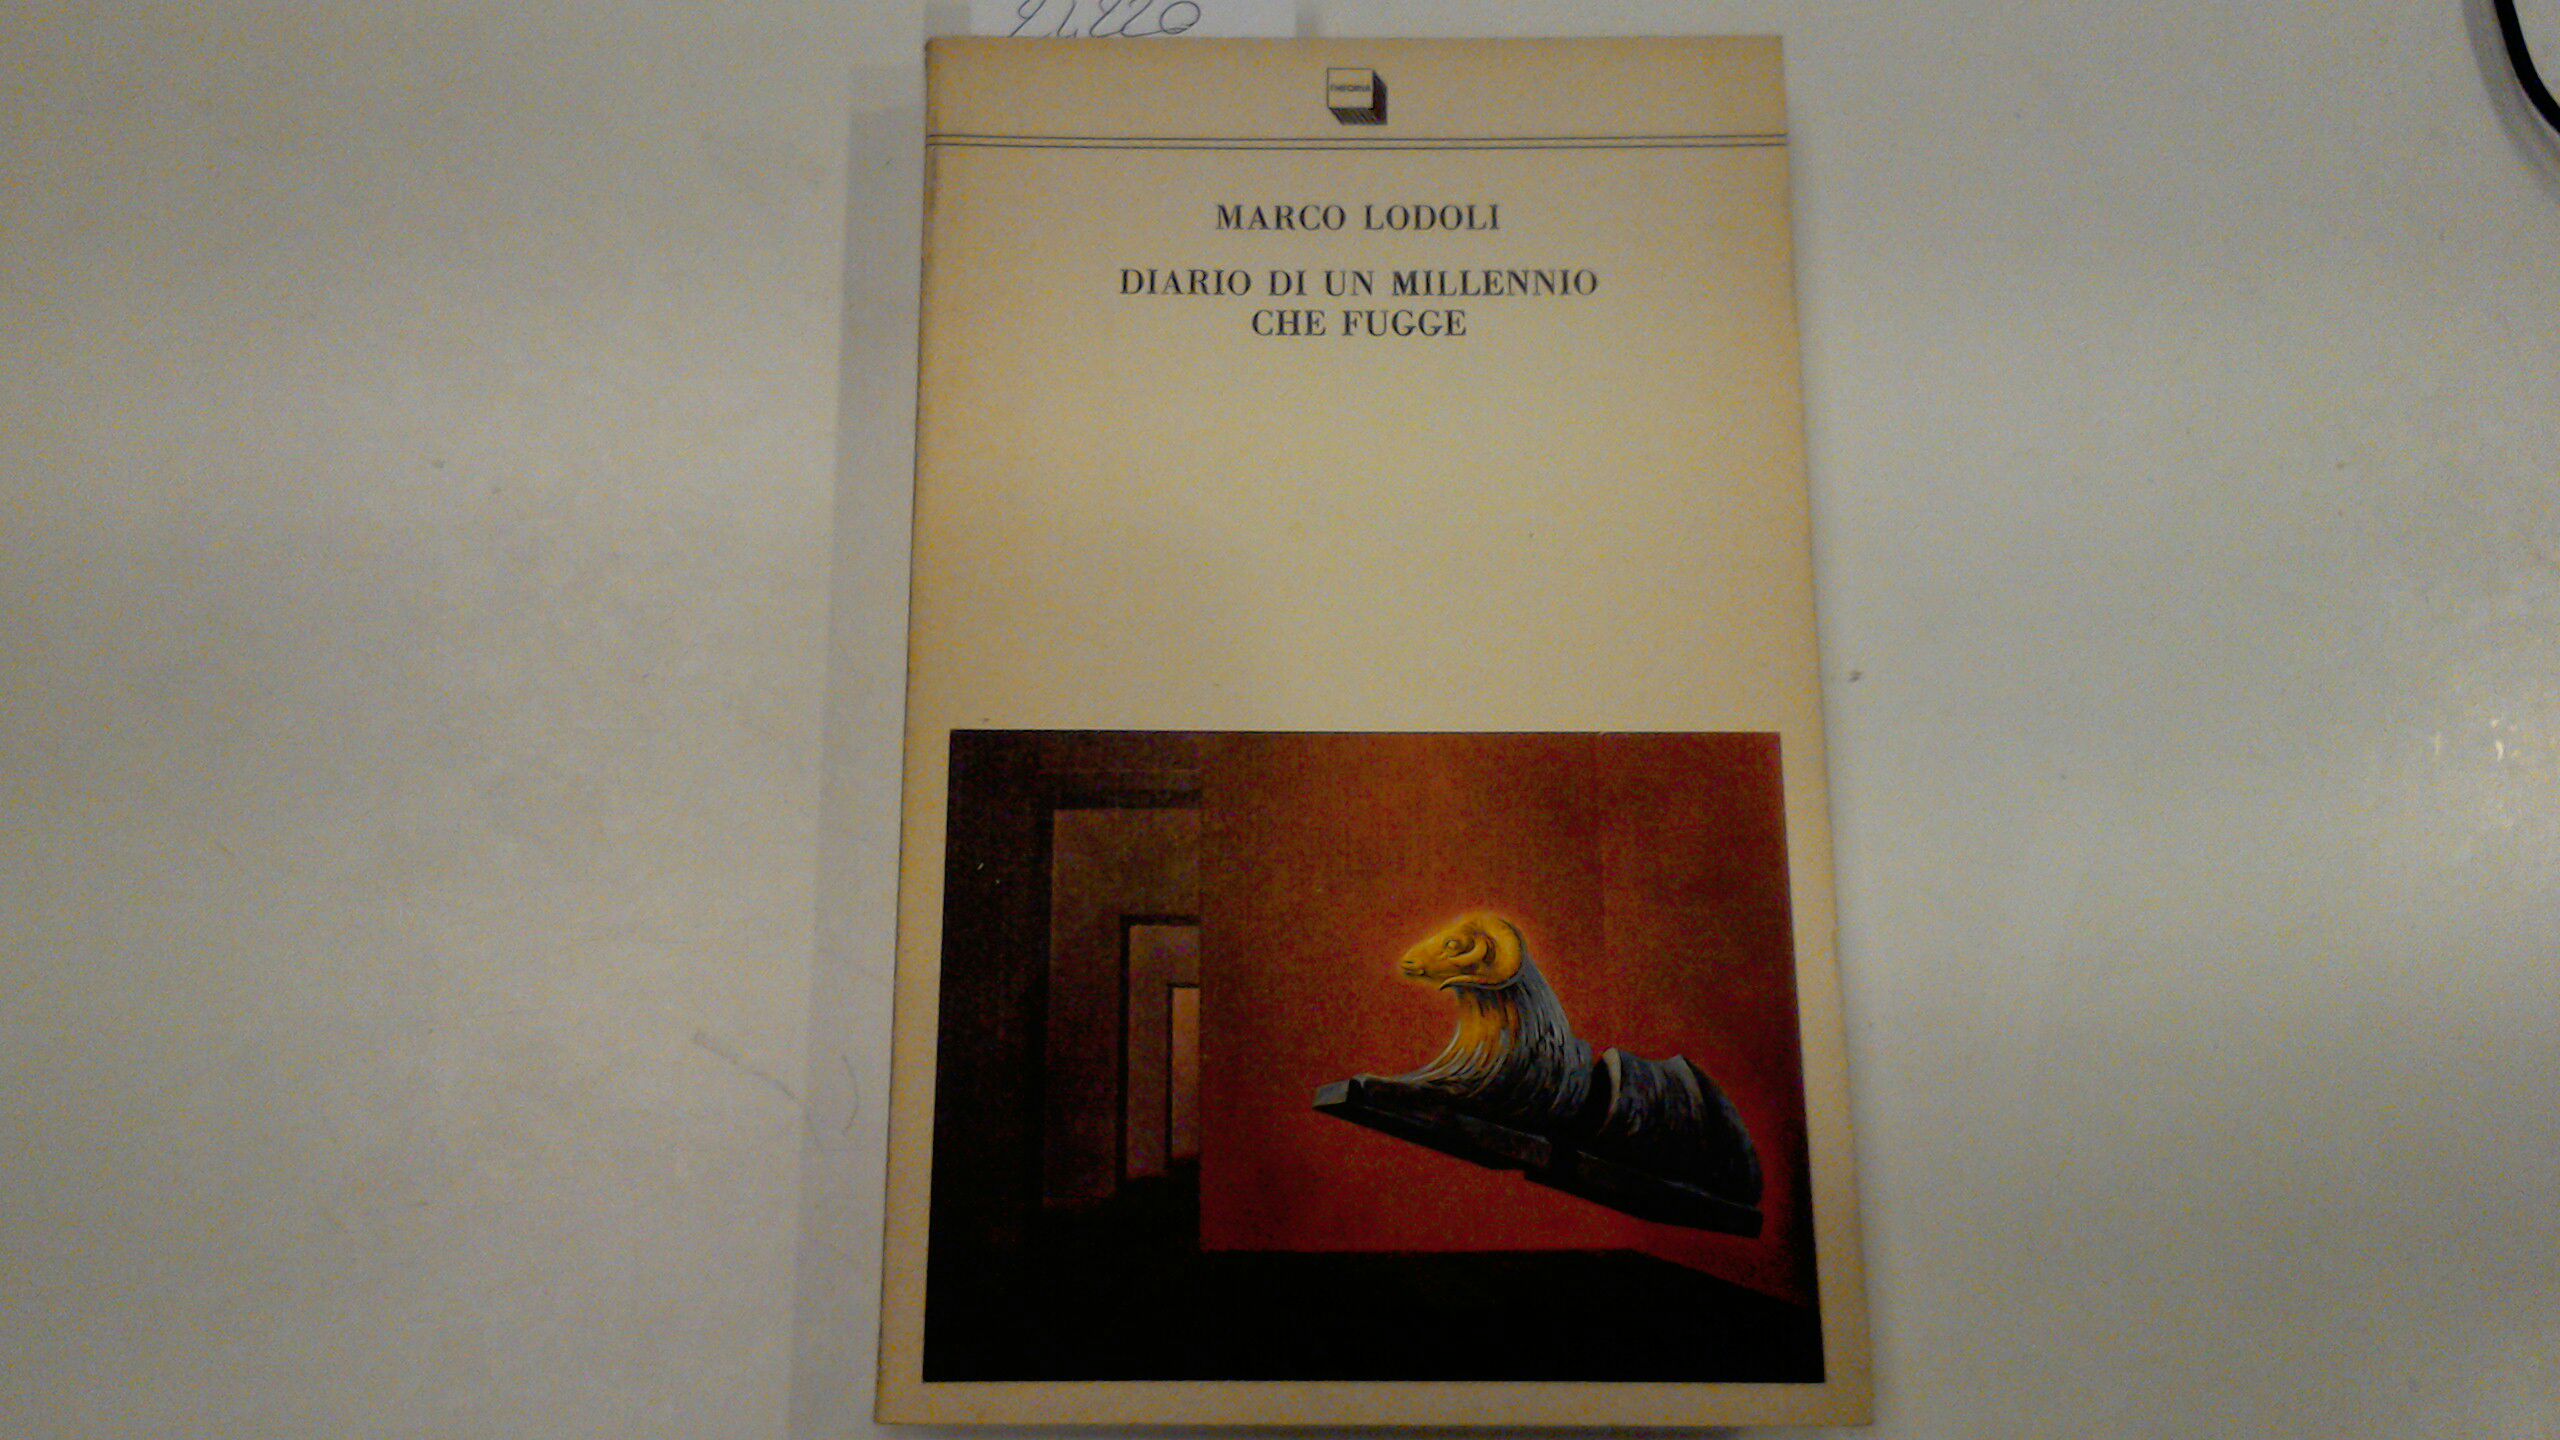 MARCO LODOLI
DIARIO DI UN MILLENNIO
CHE FUGGE